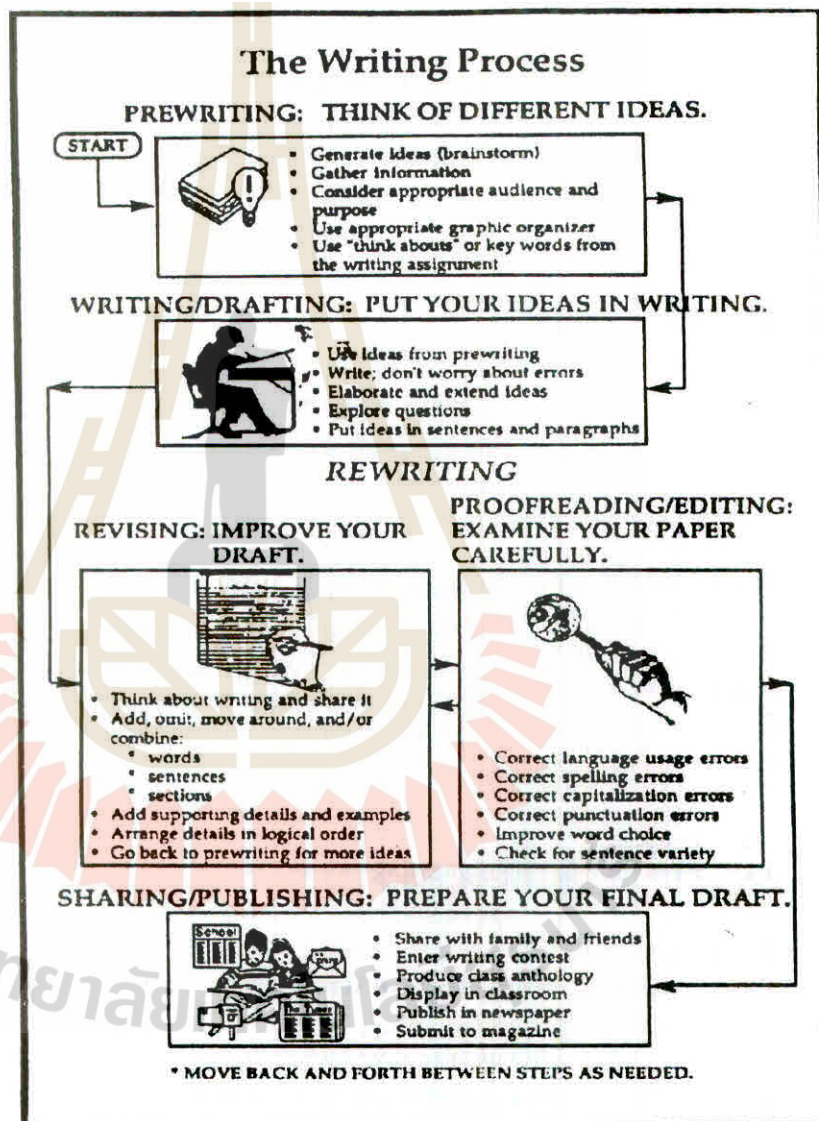 The Writing Process
PREWRITING: THINK OF DIFFERENT IDEAS.
START
• Generate ideas (brainstorm)
• Gather information
• Consider appropriate audience and
purpose
• Use appropriate graphic organizer
• Use "think abouts" or key words from
the writing assignment
WRITING/DRAFTING: PUT YOUR IDEAS IN WRITING.
• Use ideas from prewriting
• Write; don't worry about errors
• Elaborate and extend ideas
• Explore questions
• Put ideas in sentences and paragraphs
REWRITING
REVISING: IMPROVE YOUR
DRAFT.
• Think about writing and share it
• Add, omit, move around, and/or
combine:
* words
* sentences
* sections
• Add supporting details and examples
• Arrange details in logical order
• Go back to prewriting for more ideas
PROOFREADING/EDITING:
EXAMINE YOUR PAPER
CAREFULLY.
• Correct language usage errors
• Correct spelling errors
• Correct capitalization errors
• Correct punctuation errors
• Improve word choice
• Check for sentence variety
SHARING/PUBLISHING: PREPARE YOUR FINAL DRAFT.
School
The Times
• Share with family and friends
• Enter writing contest
• Produce class anthology
• Display in classroom
• Publish in newspaper
• Submit to magazine
* MOVE BACK AND FORTH BETWEEN STEPS AS NEEDED.